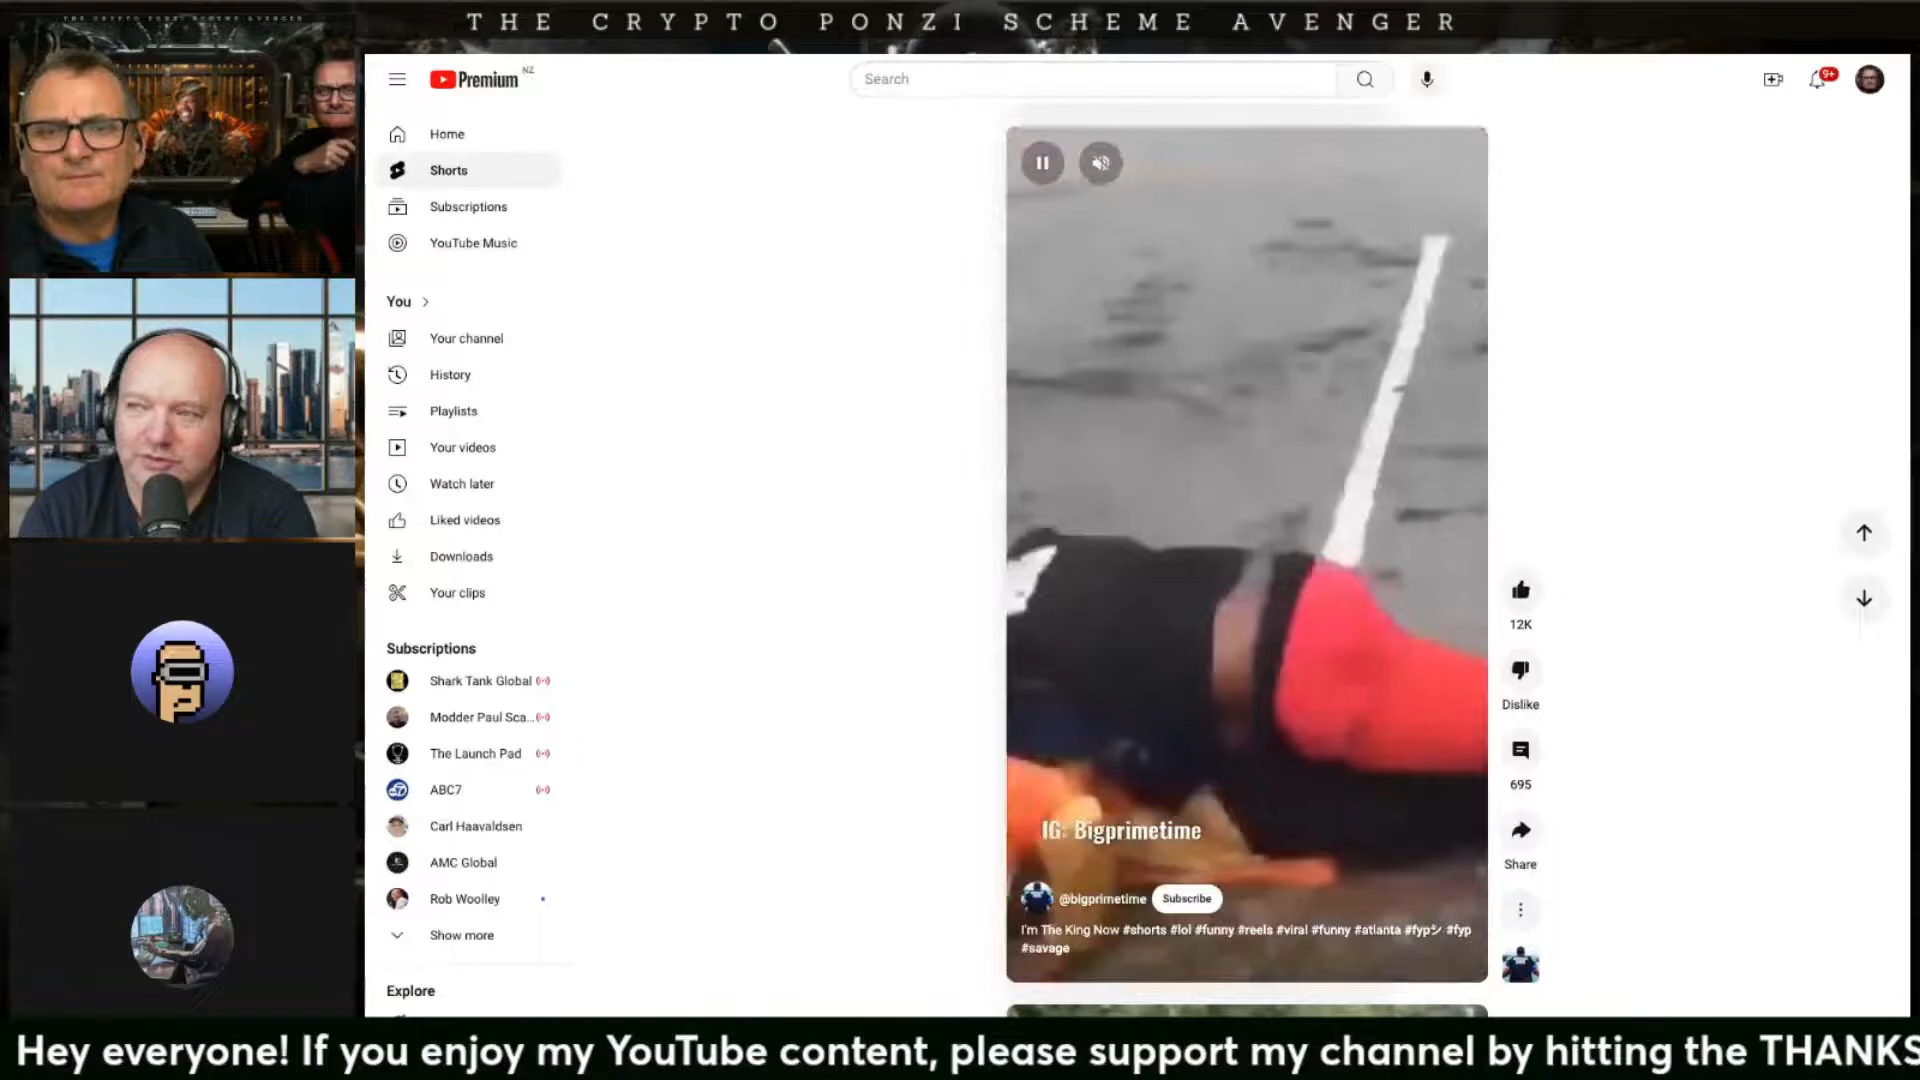 THE CRYPTO PONZI SCHEME AVENGER
Premium NZ
Search
9+
Home
Shorts
Subscriptions
YouTube Music
You
Your channel
History
Playlists
Your videos
Watch later
Liked videos
Downloads
Your clips
Subscriptions
Shark Tank Global
Modder Paul Sca...
The Launch Pad
ABC7
Carl Haavaldsen
AMC Global
Rob Woolley
Show more
Explore
IG: Bigprimetime
@bigprimetime Subscribe
I'm The King Now #shorts #lol #funny #reels #viral #funny #atlanta #fypシ #fyp
#savage
12K
Dislike
695
Share
Hey everyone! If you enjoy my YouTube content, please support my channel by hitting the THANKS